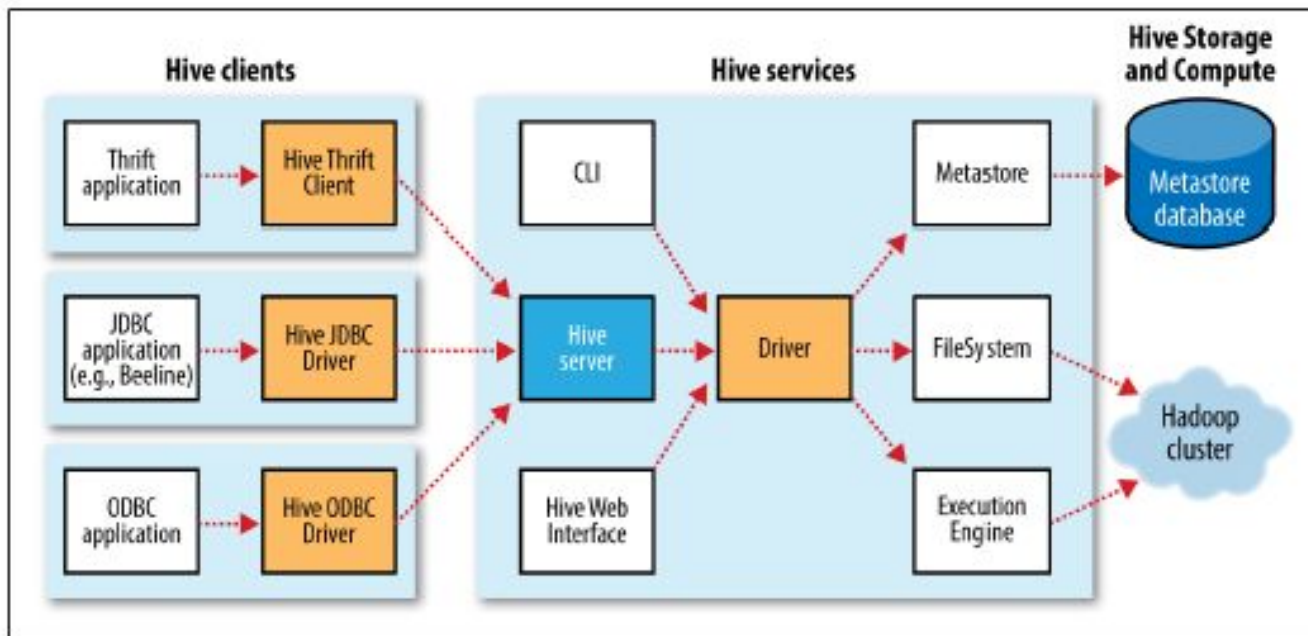 Hive clients
Hive services
Hive Storage
and Compute
Thrift
application
Hive Thrift
Client
CLI
Metastore
Metastore
database
JDBC
application
(e.g., Beeline)
Hive JDBC
Driver
Hive
server
Driver
FileSystem
Hadoop
cluster
ODBC
application
Hive ODBC
Driver
Hive Web
Interface
Execution
Engine